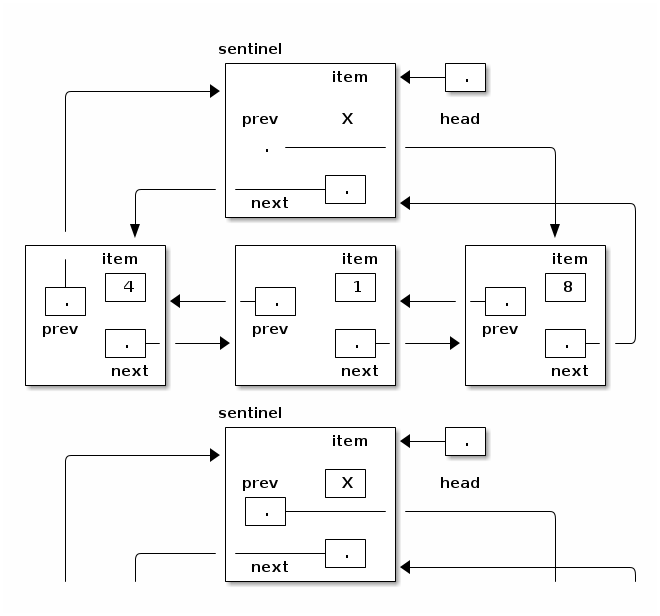 sentinel
item .
prev X head
.
.
next
item item item
. 4 . 1 . 8
prev prev prev
. . .
next next next
sentinel
item .
prev X head
.
.
next